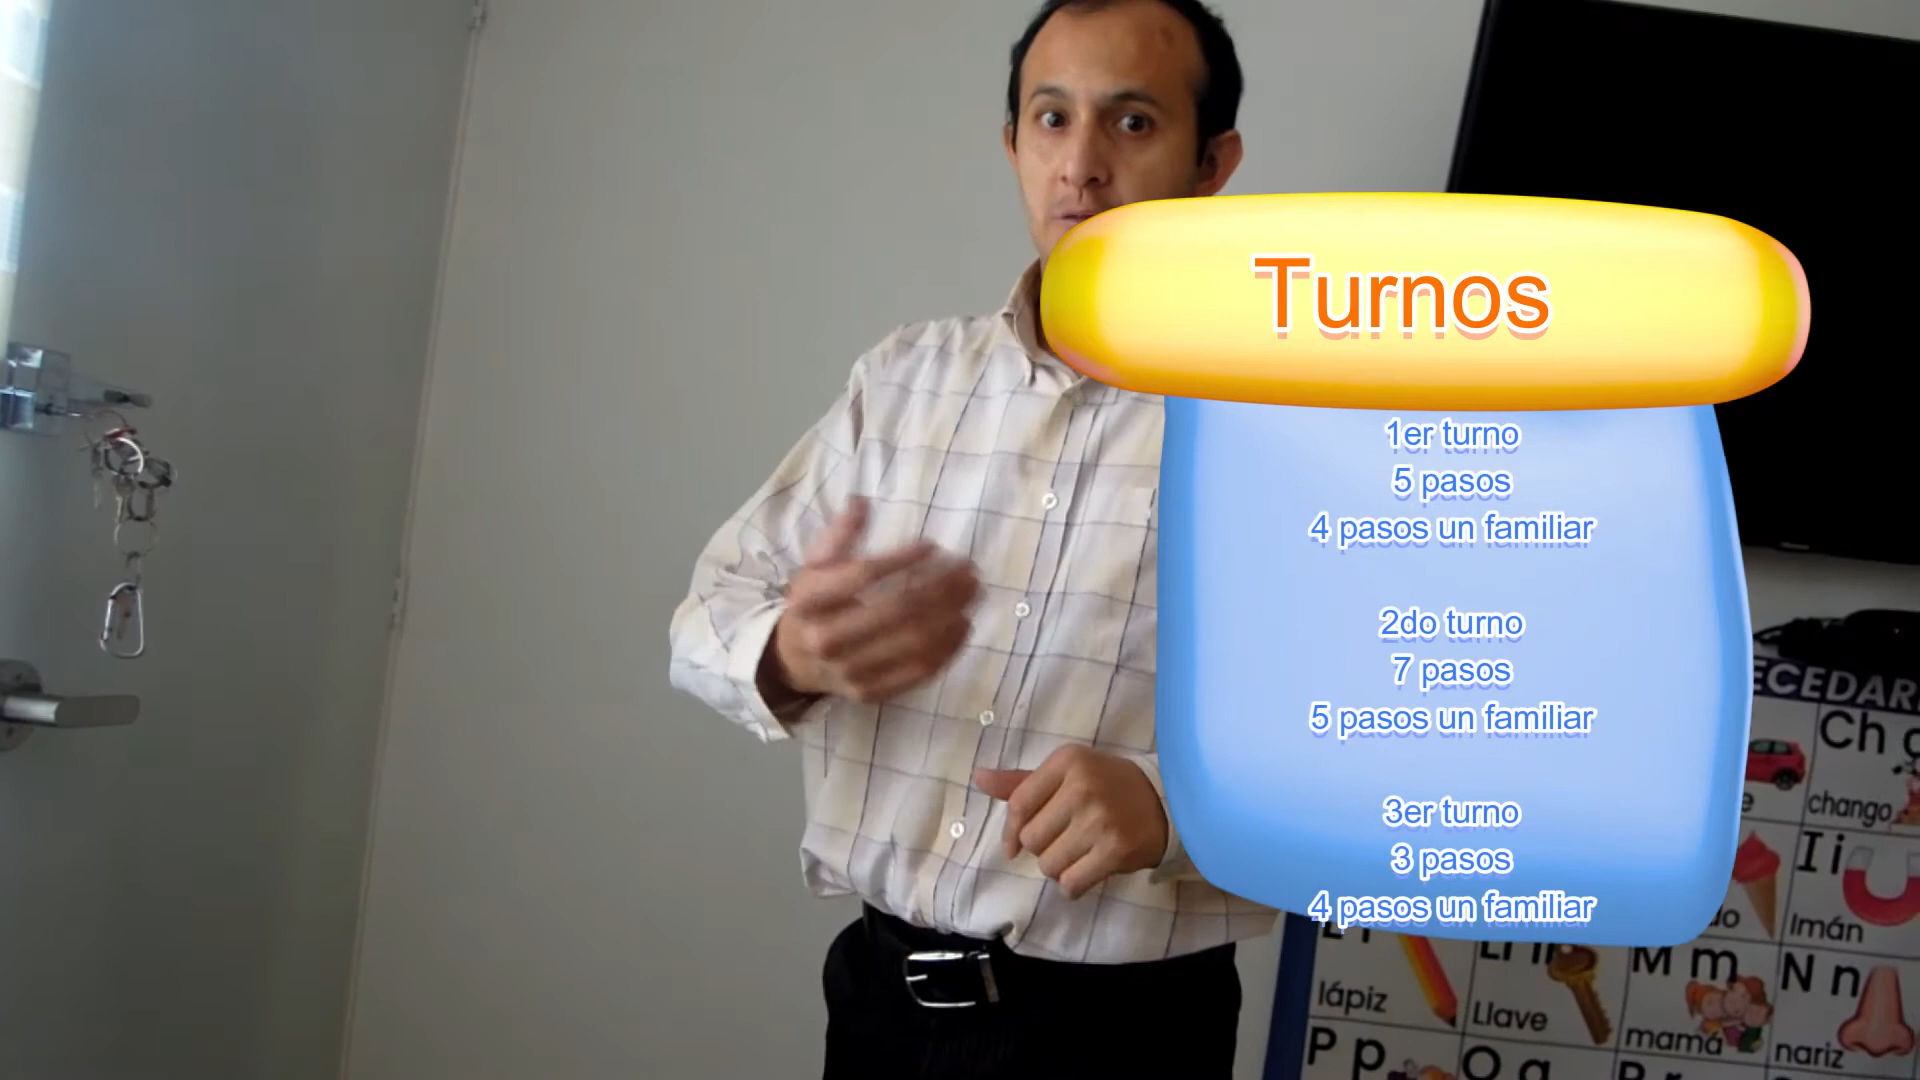 Turnos
1er turno
5 pasos
4 pasos un familiar
2do turno
7 pasos
5 pasos un familiar
3er turno
3 pasos
4 pasos un familiar
Ch
chango
I i
Imán
lápiz
Llave
M m
mamá
N n
nariz
P p